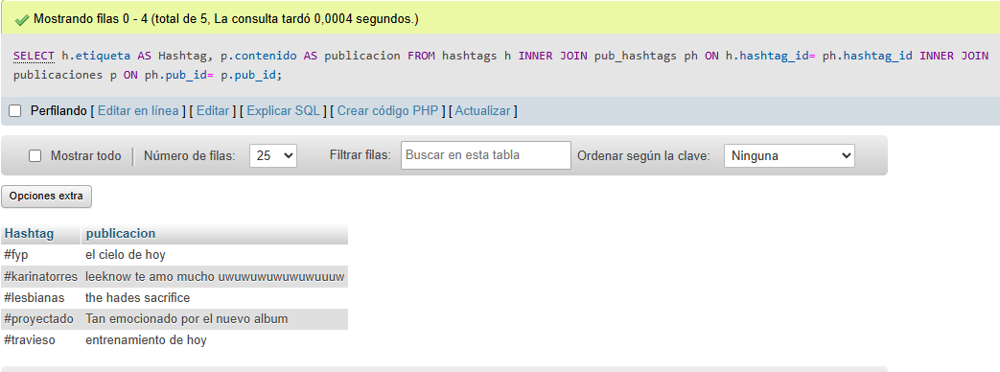 Mostrando filas 0 - 4 (total de 5, La consulta tardó 0,0004 segundos.)
SELECT h.etiqueta AS Hashtag, p.contenido AS publicacion FROM hashtags h INNER JOIN pub_hashtags ph ON h.hashtag_id= ph.hashtag_id INNER JOIN
publicaciones p ON ph.pub_id= p.pub_id;
Perfilando [ Editar en línea ] [ Editar ] [ Explicar SQL ] [ Crear código PHP ] [ Actualizar ]
Mostrar todo Número de filas: 25 Filtrar filas: Buscar en esta tabla Ordenar según la clave: Ninguna
Opciones extra
Hashtag publicacion
#fyp el cielo de hoy
#karinatorres leeknow te amo mucho uwuwuwuwuwuwuuuw
#lesbianas the hades sacrifice
#proyectado Tan emocionado por el nuevo album
#travieso entrenamiento de hoy